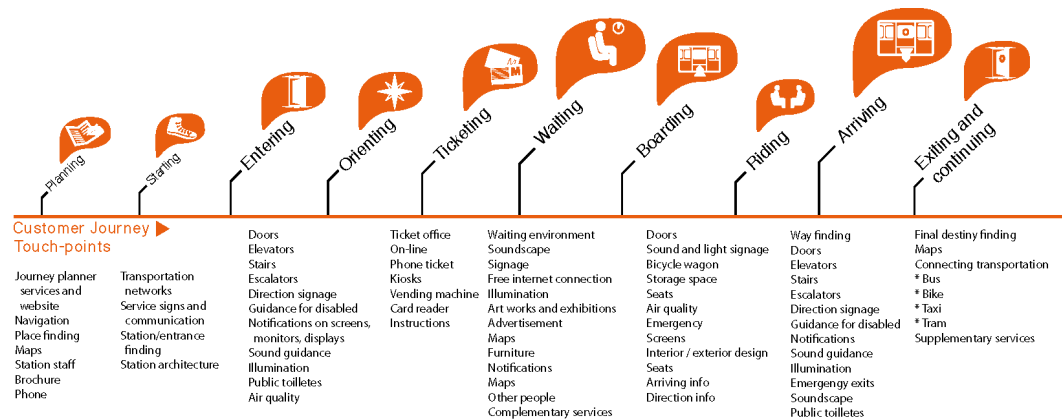 Planning
Starting
Entering
Orienting
Ticketing
Waiting
Boarding
Riding
Arriving
Exiting and
continuing
Customer Journey
Touch-points
Journey planner
services and
website
Navigation
Place finding
Maps
Station staff
Brochure
Phone
Transportation
networks
Service signs and
communication
Station/entrance
finding
Station architecture
Doors
Elevators
Stairs
Escalators
Direction signage
Guidance for disabled
Notifications on screens,
monitors, displays
Sound guidance
Illumination
Public toilletes
Air quality
Ticket office
On-line
Phone ticket
Kiosks
Vending machine
Card reader
Instructions
Waiting environment
Soundscape
Signage
Free internet connection
Illumination
Art works and exhibitions
Advertisement
Maps
Furniture
Notifications
Maps
Other people
Complementary services
Doors
Sound and light signage
Bicycle wagon
Storage space
Seats
Air quality
Emergency
Screens
Interior / exterior design
Seats
Arriving info
Direction info
Way finding
Doors
Elevators
Stairs
Escalators
Direction signage
Guidance for disabled
Notifications
Sound guidance
Illumination
Emergengy exits
Soundscape
Public toilletes
Final destiny finding
Maps
Connecting transportation
* Bus
* Bike
* Taxi
* Tram
Supplementary services